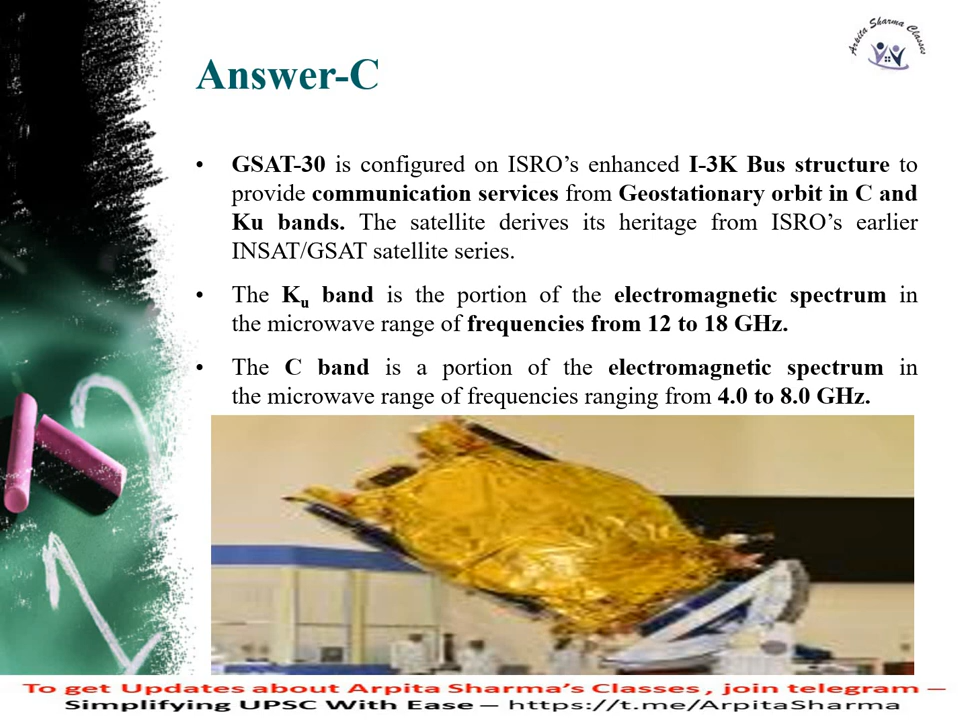 Arpita Sharma Classes
Answer-C
• GSAT-30 is configured on ISRO’s enhanced I-3K Bus structure to
provide communication services from Geostationary orbit in C and
Ku bands. The satellite derives its heritage from ISRO’s earlier
INSAT/GSAT satellite series.
• The Ku band is the portion of the electromagnetic spectrum in
the microwave range of frequencies from 12 to 18 GHz.
• The C band is a portion of the electromagnetic spectrum in
the microwave range of frequencies ranging from 4.0 to 8.0 GHz.
To get Updates about Arpita Sharma’s Classes , join telegram –
Simplifying UPSC With Ease – https://t.me/ArpitaSharma